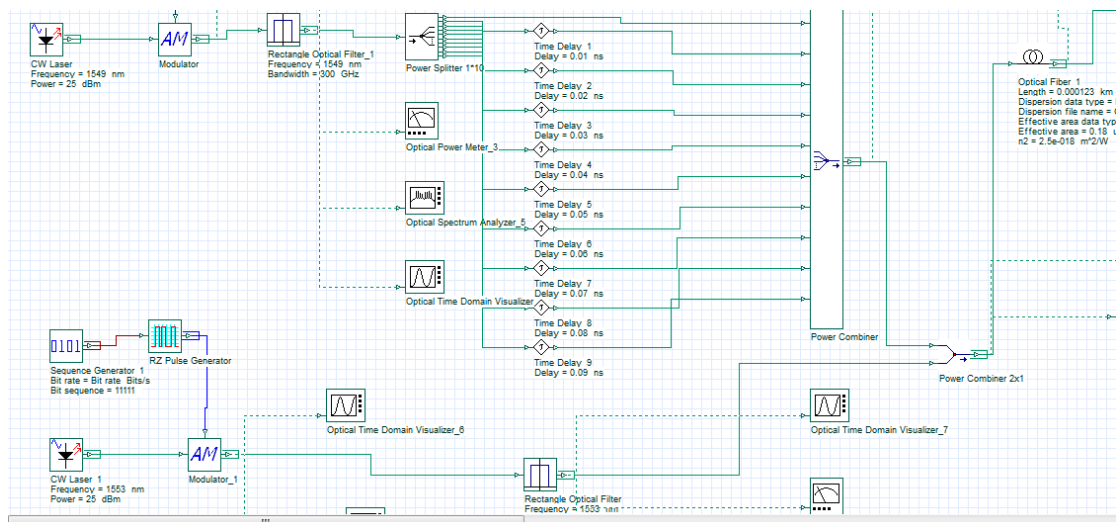 AM
CW Laser
Frequency = 1549 nm
Power = 25 dBm
Modulator
Rectangle Optical Filter_1
Frequency = 1549 nm
Bandwidth = 300 GHz
Power Splitter 1*10
Time Delay 1
Delay = 0.01 ns
Time Delay 2
Delay = 0.02 ns
Time Delay 3
Delay = 0.03 ns
Time Delay 4
Delay = 0.04 ns
Time Delay 5
Delay = 0.05 ns
Time Delay 6
Delay = 0.06 ns
Time Delay 7
Delay = 0.07 ns
Time Delay 8
Delay = 0.08 ns
Time Delay 9
Delay = 0.09 ns
Optical Power Meter_3
Optical Spectrum Analyzer_5
Optical Time Domain Visualizer
Power Combiner
Optical Fiber 1
Length = 0.000123 km
Dispersion data type =
Dispersion file name =
Effective area data typ
Effective area = 0.18
n2 = 2.5e-018 m^2/W
0101
Sequence Generator 1
Bit rate = Bit rate Bits/s
Bit sequence = 11111
RZ Pulse Generator
Power Combiner 2x1
Optical Time Domain Visualizer_6
Optical Time Domain Visualizer_7
AM
CW Laser 1
Frequency = 1553 nm
Power = 25 dBm
Modulator_1
Rectangle Optical Filter
Frequency = 1553 nm